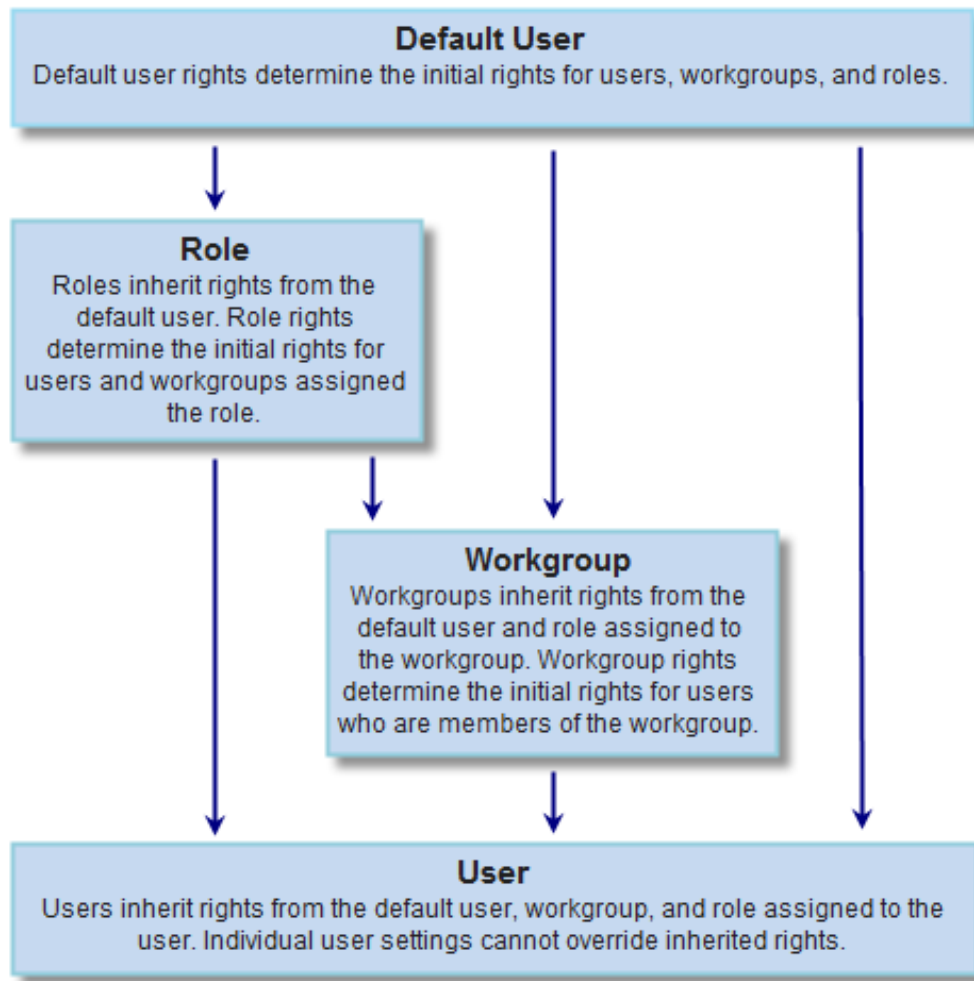 Default User
Default user rights determine the initial rights for users, workgroups, and roles.
Role
Roles inherit rights from the
default user. Role rights
determine the initial rights for
users and workgroups assigned
the role.
Workgroup
Workgroups inherit rights from the
default user and role assigned to
the workgroup. Workgroup rights
determine the initial rights for users
who are members of the workgroup.
User
Users inherit rights from the default user, workgroup, and role assigned to the
user. Individual user settings cannot override inherited rights.